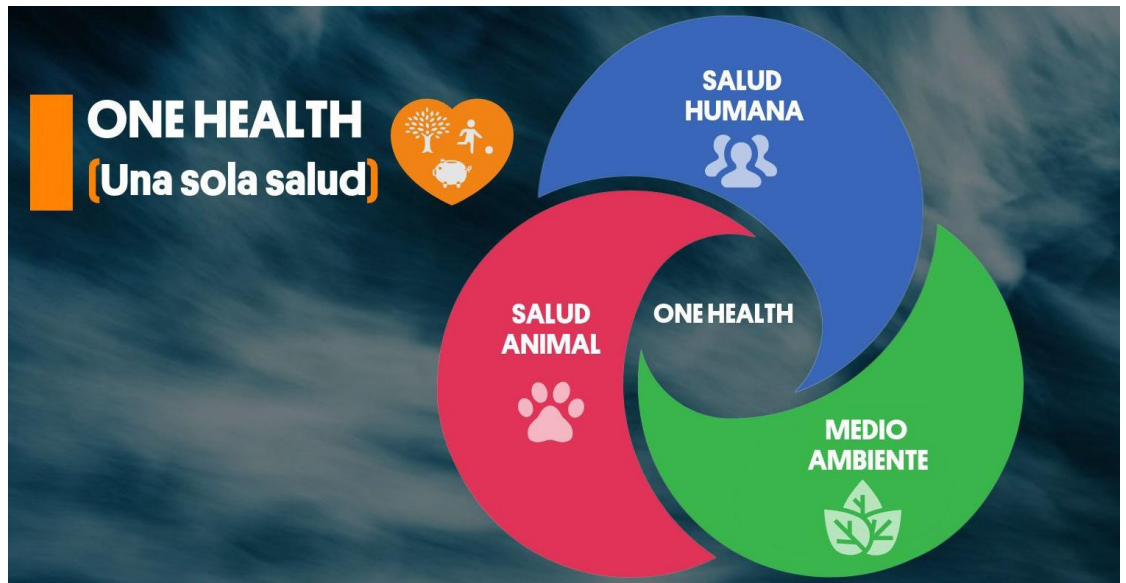 ONE HEALTH
(Una sola salud)
SALUD
HUMANA
SALUD
ANIMAL
ONE HEALTH
MEDIO
AMBIENTE